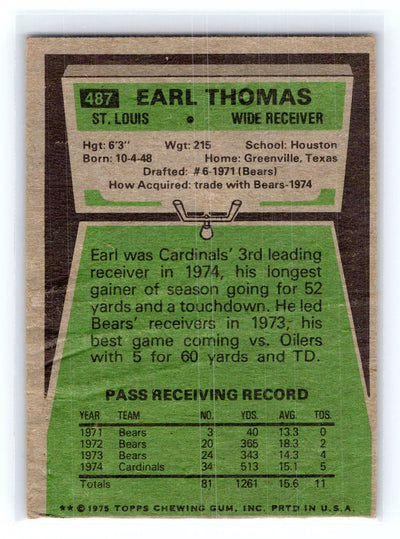 487 EARL THOMAS
ST. LOUIS • WIDE RECEIVER
Hgt: 6'3" Wgt: 215 School: Houston
Born: 10-4-48 Home: Greenville, Texas
Drafted: #6-1971 (Bears)
How Acquired: trade with Bears-1974
Earl was Cardinals' 3rd leading
receiver in 1974, his longest
gainer of season going for 52
yards and a touchdown. He led
Bears' receivers in 1973, his
best game coming vs. Oilers
with 5 for 60 yards and TD.
PASS RECEIVING RECORD
YEAR TEAM NO. YDS. AVG. TDS.
1971 Bears 3 40 13.3 0
1972 Bears 20 365 18.3 2
1973 Bears 24 343 14.3 4
1974 Cardinals 34 513 15.1 5
Totals 81 1261 15.6 11
** © 1975 TOPPS CHEWING GUM, INC. PRTD IN U.S.A.